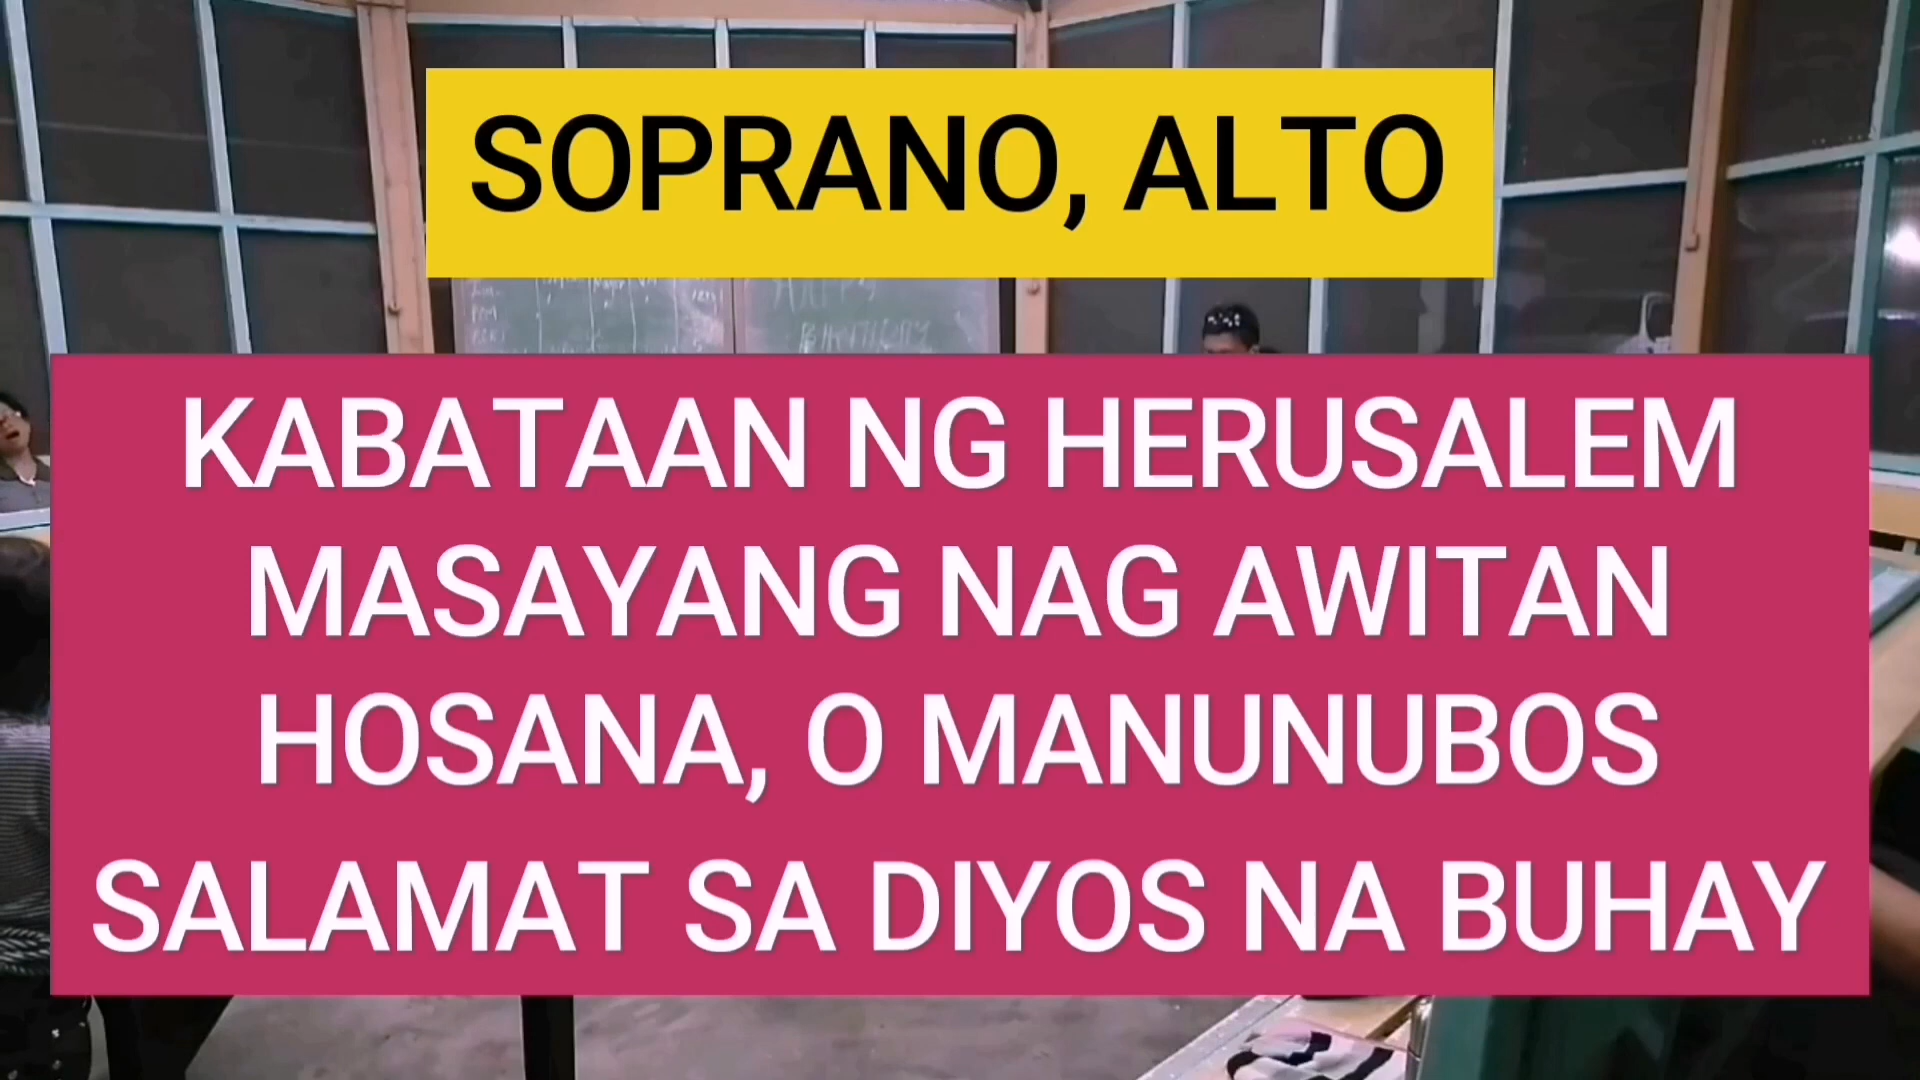 SOPRANO, ALTO
KABATAAN NG HERUSALEM
MASAYANG NAG AWITAN
HOSANA, O MANUNUBOS
SALAMAT SA DIYOS NA BUHAY